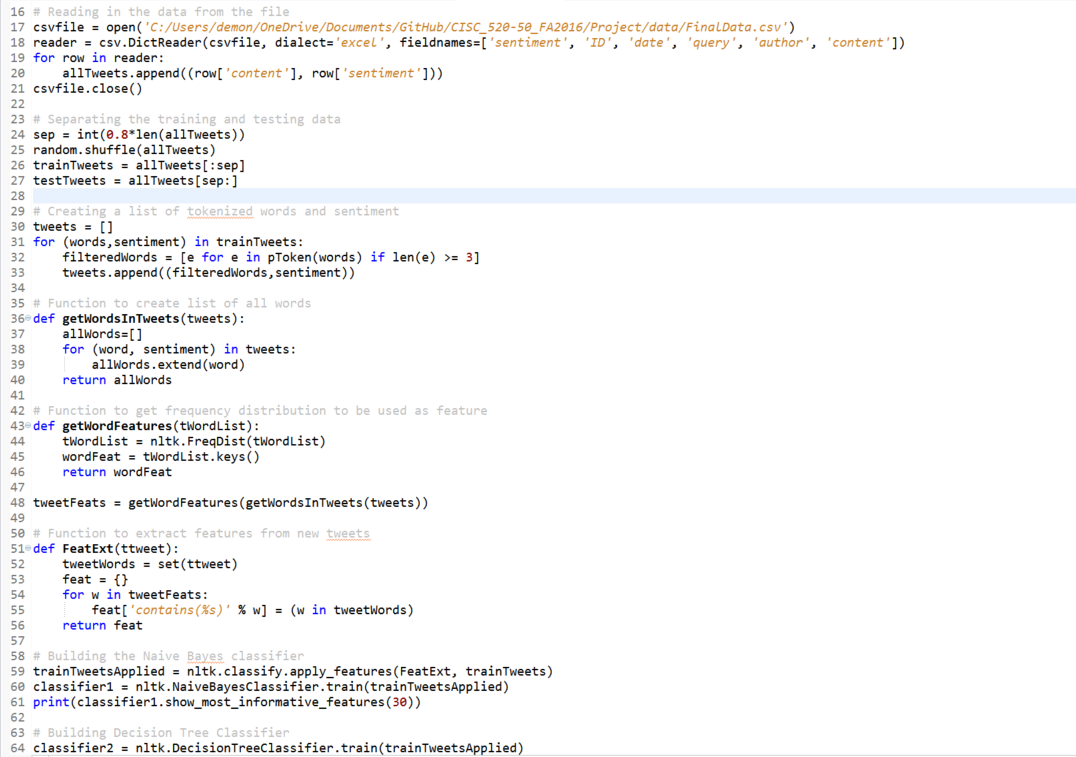 16 # Reading in the data from the file
17 csvfile = open('C:/Users/demon/OneDrive/Documents/GitHub/CISC_520-50_FA2016/Project/data/FinalData.csv')
18 reader = csv.DictReader(csvfile, dialect='excel', fieldnames=['sentiment', 'ID', 'date', 'query', 'author', 'content'])
19 for row in reader:
20     allTweets.append((row['content'], row['sentiment']))
21 csvfile.close()
22
23 # Separating the training and testing data
24 sep = int(0.8*len(allTweets))
25 random.shuffle(allTweets)
26 trainTweets = allTweets[:sep]
27 testTweets = allTweets[sep:]
28
29 # Creating a list of tokenized words and sentiment
30 tweets = []
31 for (words,sentiment) in trainTweets:
32     filteredWords = [e for e in pToken(words) if len(e) >= 3]
33     tweets.append((filteredWords,sentiment))
34
35 # Function to create list of all words
36 def getWordsInTweets(tweets):
37     allWords=[]
38     for (word, sentiment) in tweets:
39         allWords.extend(word)
40     return allWords
41
42 # Function to get frequency distribution to be used as feature
43 def getWordFeatures(tWordList):
44     tWordList = nltk.FreqDist(tWordList)
45     wordFeat = tWordList.keys()
46     return wordFeat
47
48 tweetFeats = getWordFeatures(getWordsInTweets(tweets))
49
50 # Function to extract features from new tweets
51 def FeatExt(ttweet):
52     tweetWords = set(ttweet)
53     feat = {}
54     for w in tweetFeats:
55         feat['contains(%s)' % w] = (w in tweetWords)
56     return feat
57
58 # Building the Naive Bayes classifier
59 trainTweetsApplied = nltk.classify.apply_features(FeatExt, trainTweets)
60 classifier1 = nltk.NaiveBayesClassifier.train(trainTweetsApplied)
61 print(classifier1.show_most_informative_features(30))
62
63 # Building Decision Tree Classifier
64 classifier2 = nltk.DecisionTreeClassifier.train(trainTweetsApplied)